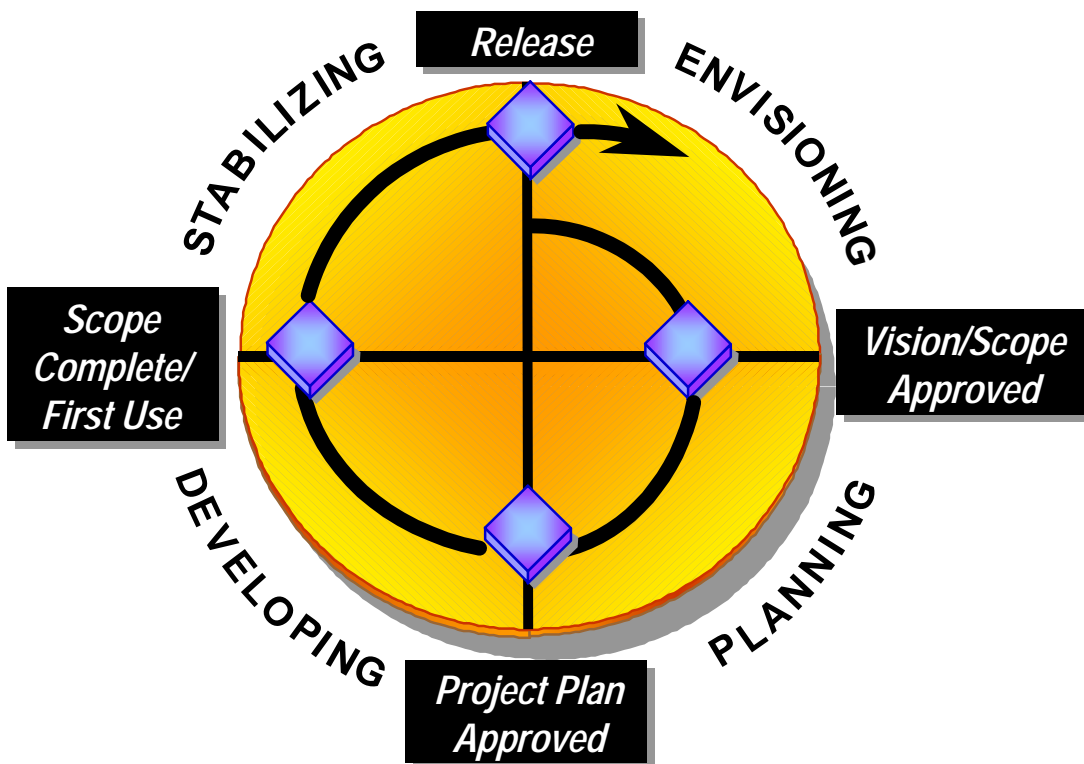 Release
STABILIZING
ENVISIONING
Scope
Complete/
First Use
Vision/Scope
Approved
DEVELOPING
PLANNING
Project Plan
Approved